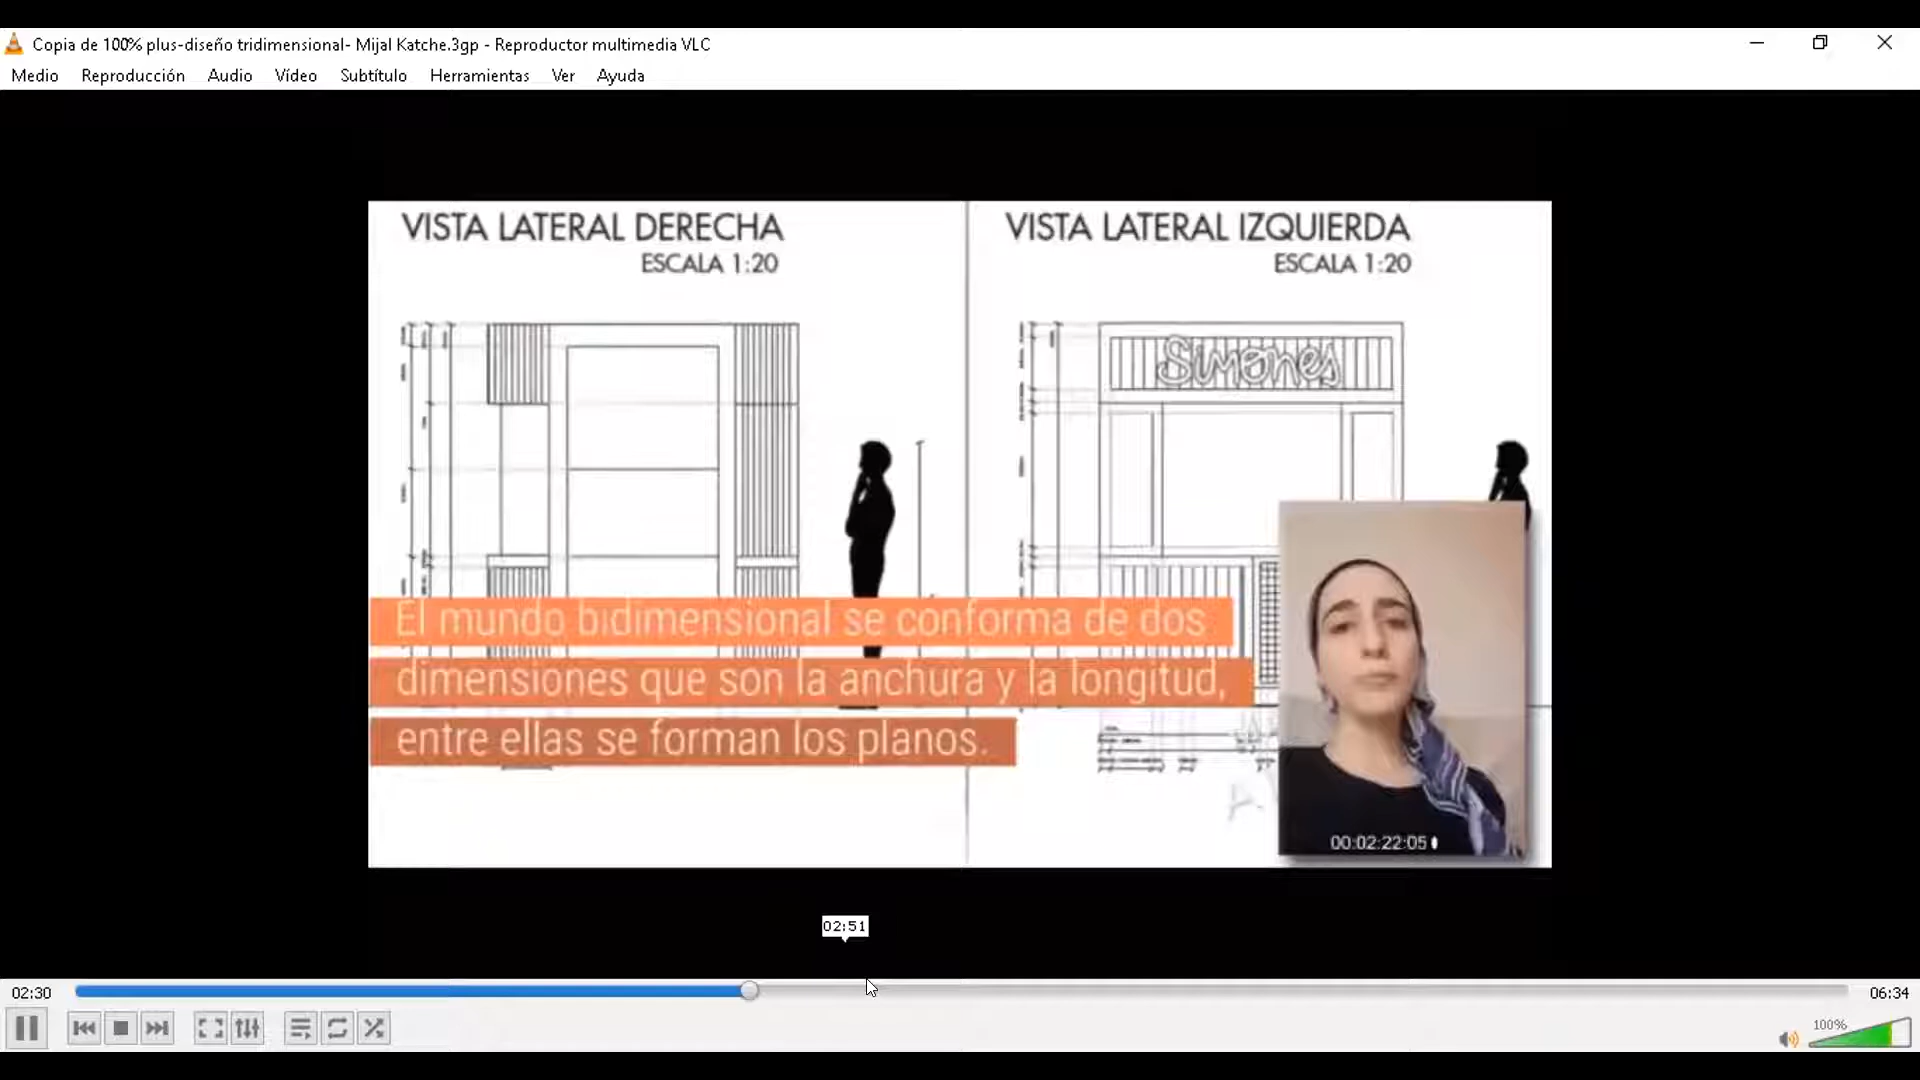 Copia de 100% plus-diseño tridimensional- Mijal Katche.3gp - Reproductor multimedia VLC
Medio Reproducción Audio Vídeo Subtítulo Herramientas Ver Ayuda
VISTA LATERAL DERECHA
ESCALA 1:20
VISTA LATERAL IZQUIERDA
ESCALA 1:20
Simones
El mundo bidimensional se conforma de dos
dimensiones que son la anchura y la longitud,
entre ellas se forman los planos.
00:02:22:05
02:51
02:30
06:34
100%